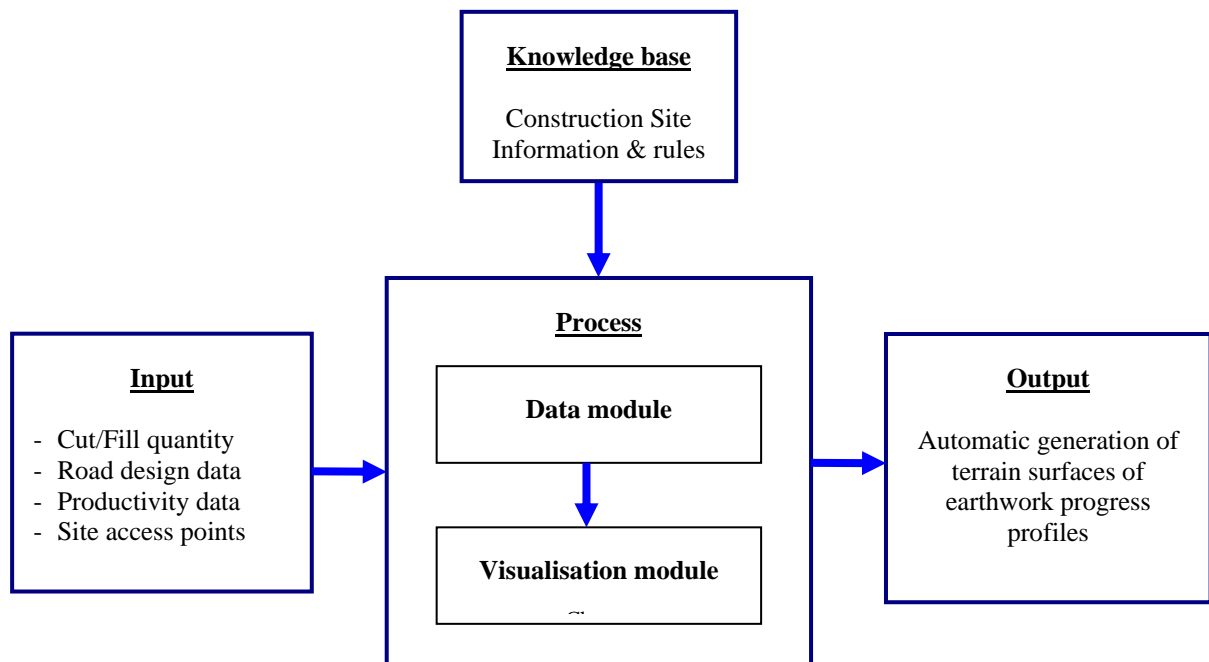 Knowledge base
Construction Site
Information & rules
Process
Data module
Visualisation module
Input
- Cut/Fill quantity
- Road design data
- Productivity data
- Site access points
Output
Automatic generation of
terrain surfaces of
earthwork progress
profiles